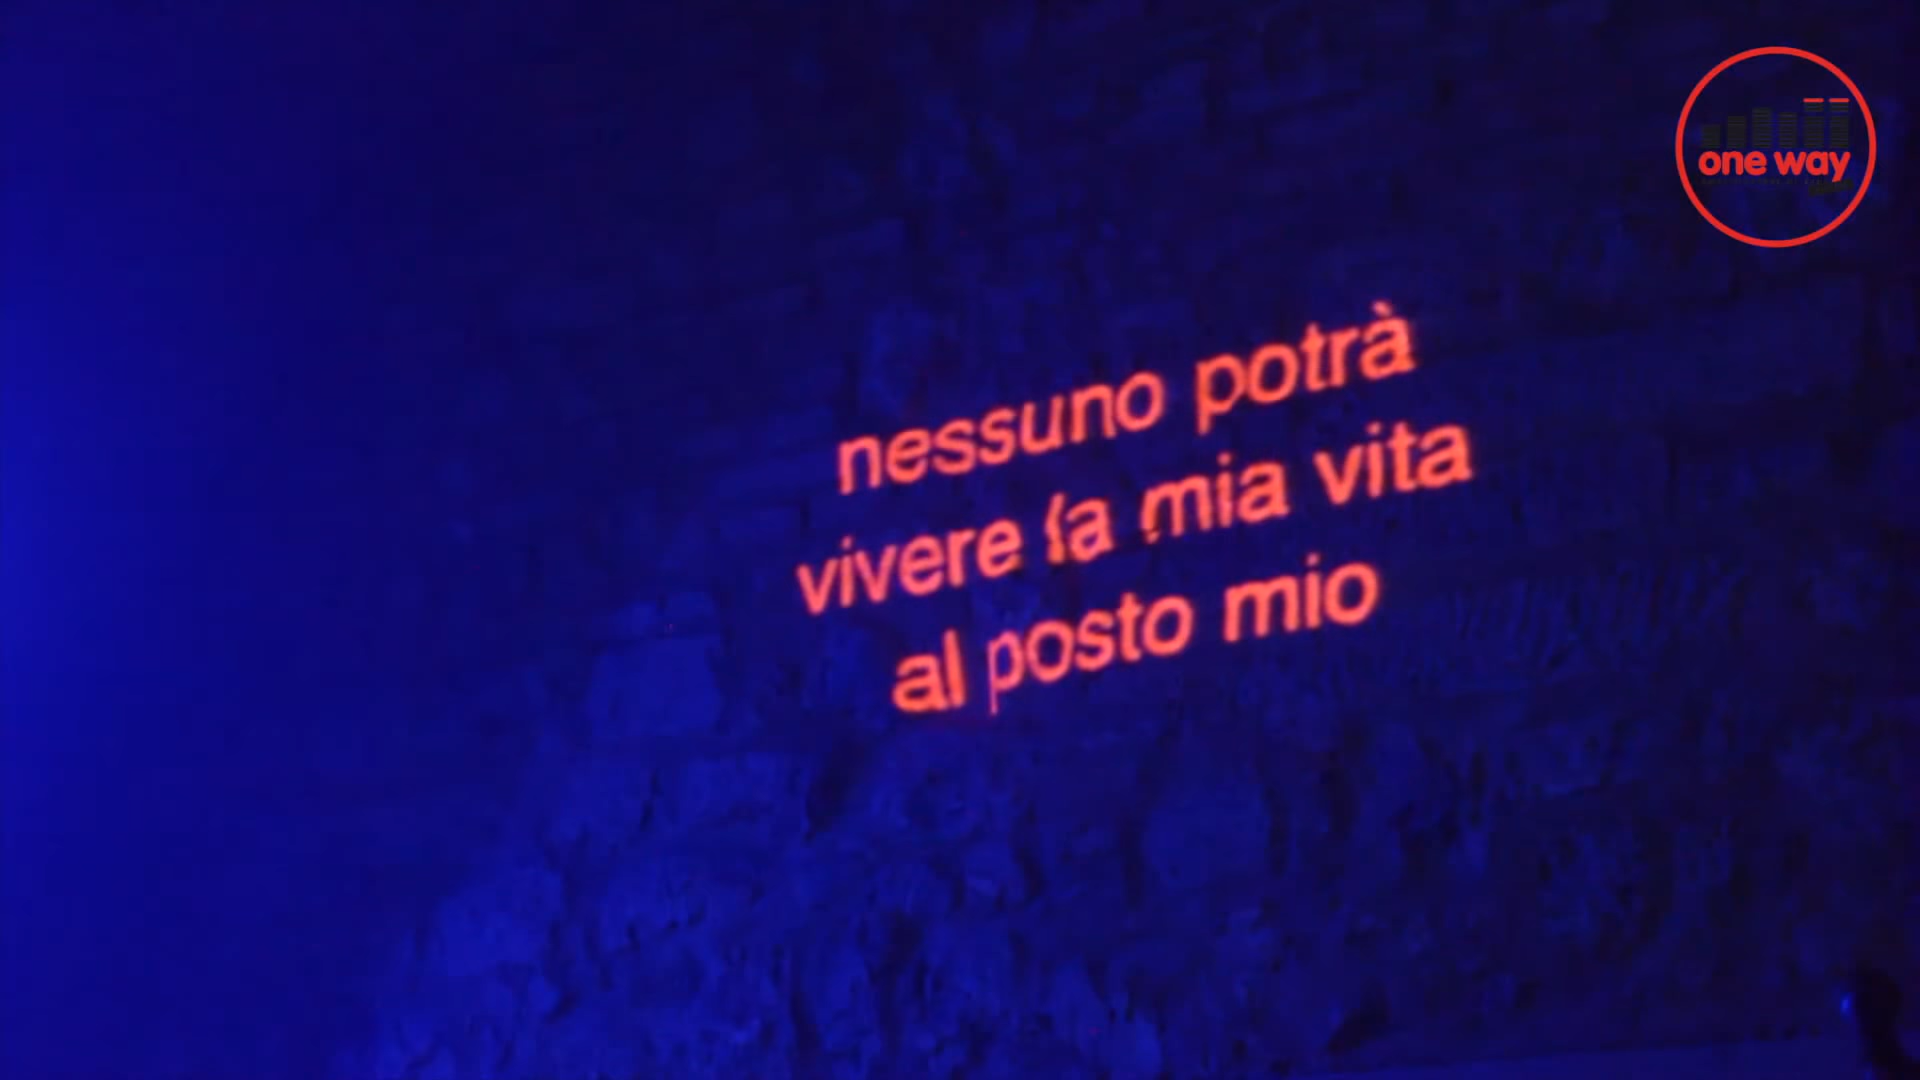 one way
nessuno potrà
vivere la mia vita
al posto mio